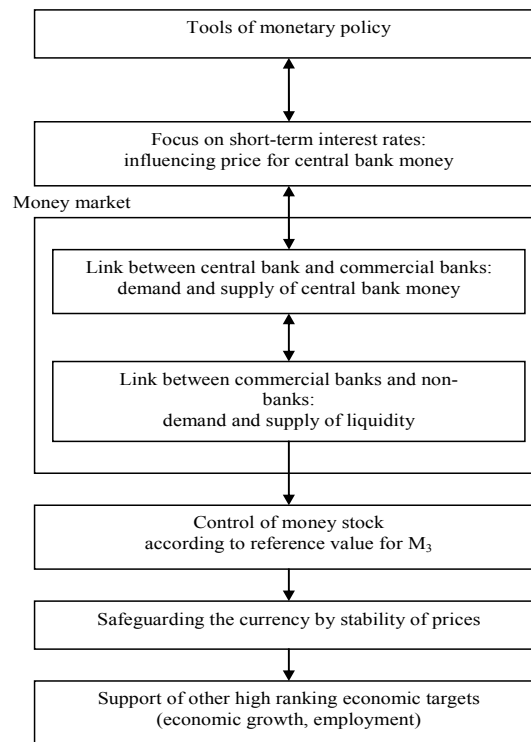 Tools of monetary policy
Focus on short-term interest rates:
influencing price for central bank money
Money market
Link between central bank and commercial banks:
demand and supply of central bank money
Link between commercial banks and non-
banks:
demand and supply of liquidity
Control of money stock
according to reference value for M₃
Safeguarding the currency by stability of prices
Support of other high ranking economic targets
(economic growth, employment)